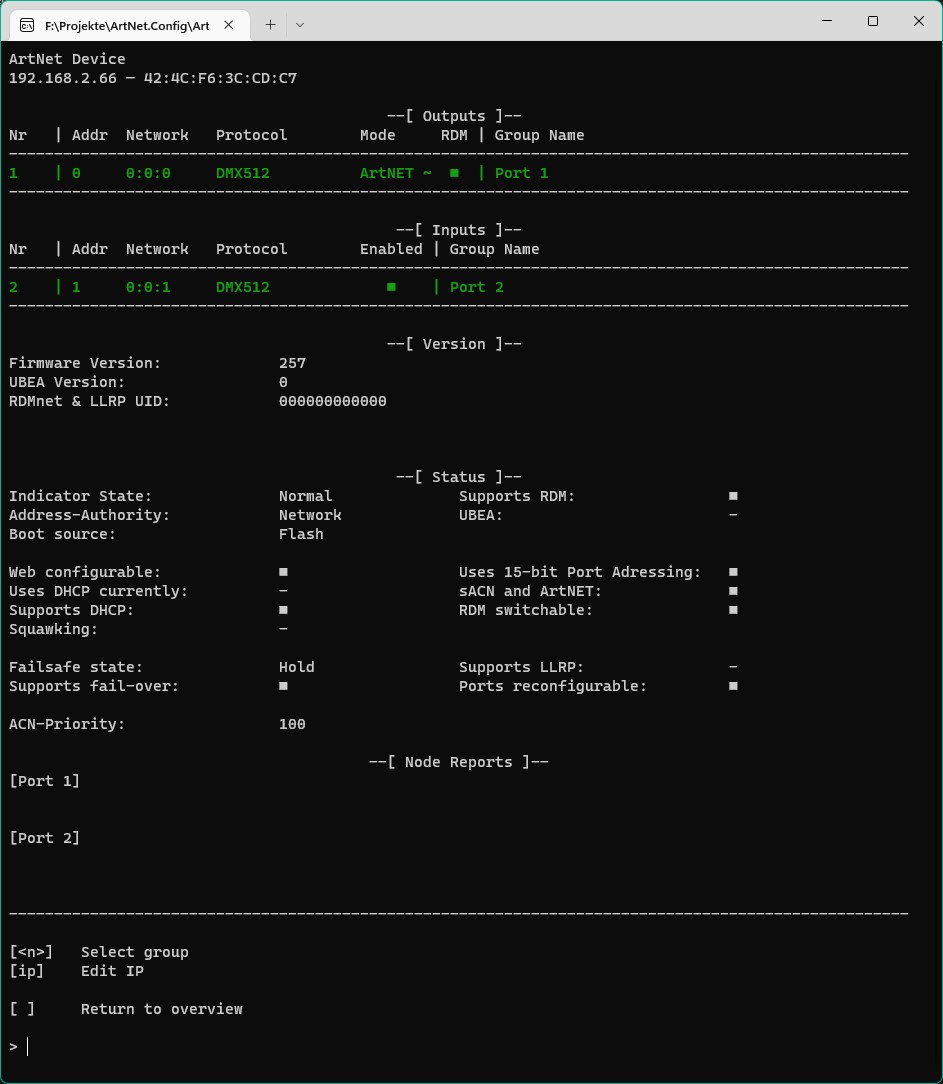 F:\Projekte\ArtNet.Config\Art
ArtNet Device
192.168.2.66 – 42:4C:F6:3C:CD:C7
--[ Outputs ]--
Nr | Addr Network Protocol Mode RDM | Group Name
1 | 0 0:0:0 DMX512 ArtNET ~ ■ | Port 1
--[ Inputs ]--
Nr | Addr Network Protocol Enabled | Group Name
2 | 1 0:0:1 DMX512 ■ | Port 2
--[ Version ]--
Firmware Version: 257
UBEA Version: 0
RDMnet & LLRP UID: 000000000000
--[ Status ]--
Indicator State: Normal Supports RDM: ■
Address-Authority: Network UBEA: –
Boot source: Flash
Web configurable: ■ Uses 15-bit Port Adressing: ■
Uses DHCP currently: – sACN and ArtNET: ■
Supports DHCP: ■ RDM switchable: ■
Squawking: –
Failsafe state: Hold Supports LLRP: –
Supports fail-over: ■ Ports reconfigurable: ■
ACN-Priority: 100
--[ Node Reports ]--
[Port 1]
[Port 2]
[<n>] Select group
[ip] Edit IP
[ ] Return to overview
>